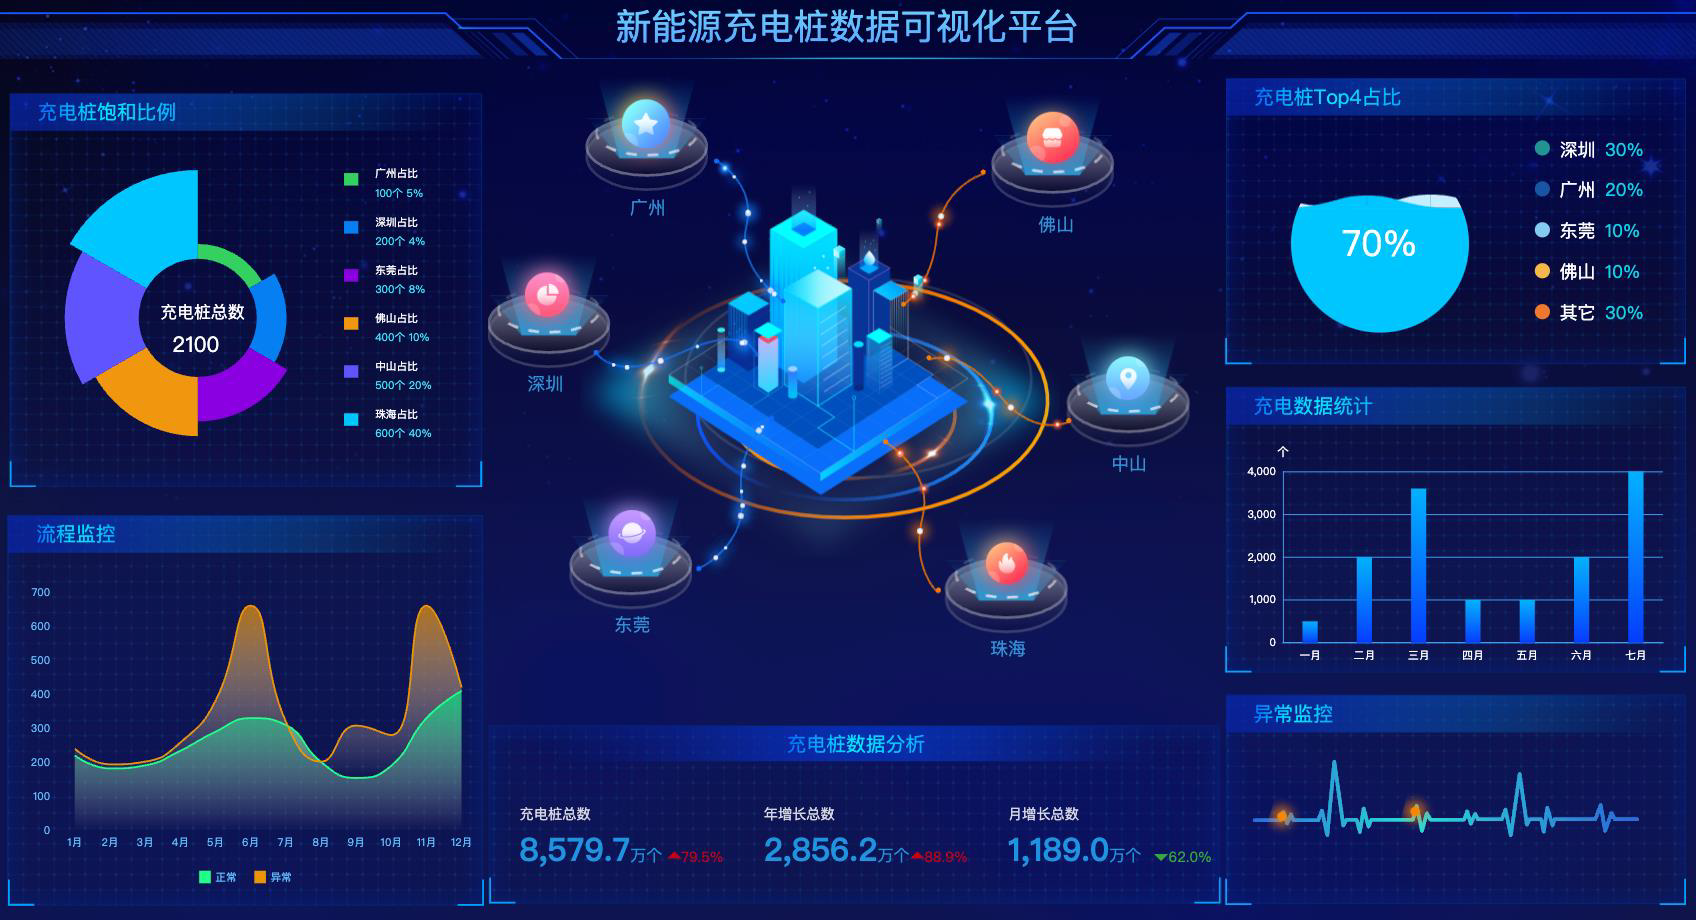 新能源充电桩数据可视化平台
充电桩饱和比例
充电桩总数
2100
广州占比
100个 5%
深圳占比
200个 4%
东莞占比
300个 8%
佛山占比
400个 10%
中山占比
500个 20%
珠海占比
600个 40%
流程监控
700
600
500
400
300
200
100
0
1月 2月 3月 4月 5月 6月 7月 8月 9月 10月 11月 12月
正常 异常
广州
佛山
深圳
中山
东莞
珠海
充电桩数据分析
充电桩总数
8,579.7万个 79.5%
年增长总数
2,856.2万个 88.9%
月增长总数
1,189.0万个 62.0%
充电桩Top4占比
70%
深圳 30%
广州 20%
东莞 10%
佛山 10%
其它 30%
充电数据统计
个
4,000
3,000
2,000
1,000
0
一月 二月 三月 四月 五月 六月 七月
异常监控